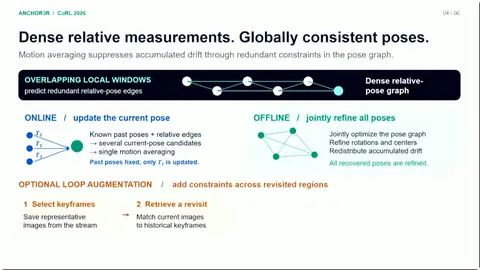 ANCHOR3R / CoRL 2026
04 / 06
Dense relative measurements. Globally consistent poses.
Motion averaging suppresses accumulated drift through redundant constraints in the pose graph.
OVERLAPPING LOCAL WINDOWS
predict redundant relative-pose edges
Dense relative-
pose graph
ONLINE / update the current pose
T₁
T₂
T₃
Known past poses + relative edges
→ several current-pose candidates
→ single motion averaging
Past poses fixed; only Tₜ is updated.
OFFLINE / jointly refine all poses
Jointly optimize the pose graph
Refine rotations and centers
Redistribute accumulated drift
All recovered poses are refined.
OPTIONAL LOOP AUGMENTATION / add constraints across revisited regions
1 Select keyframes
Save representative
images from the stream
→
2 Retrieve a revisit
Match current images
to historical keyframes